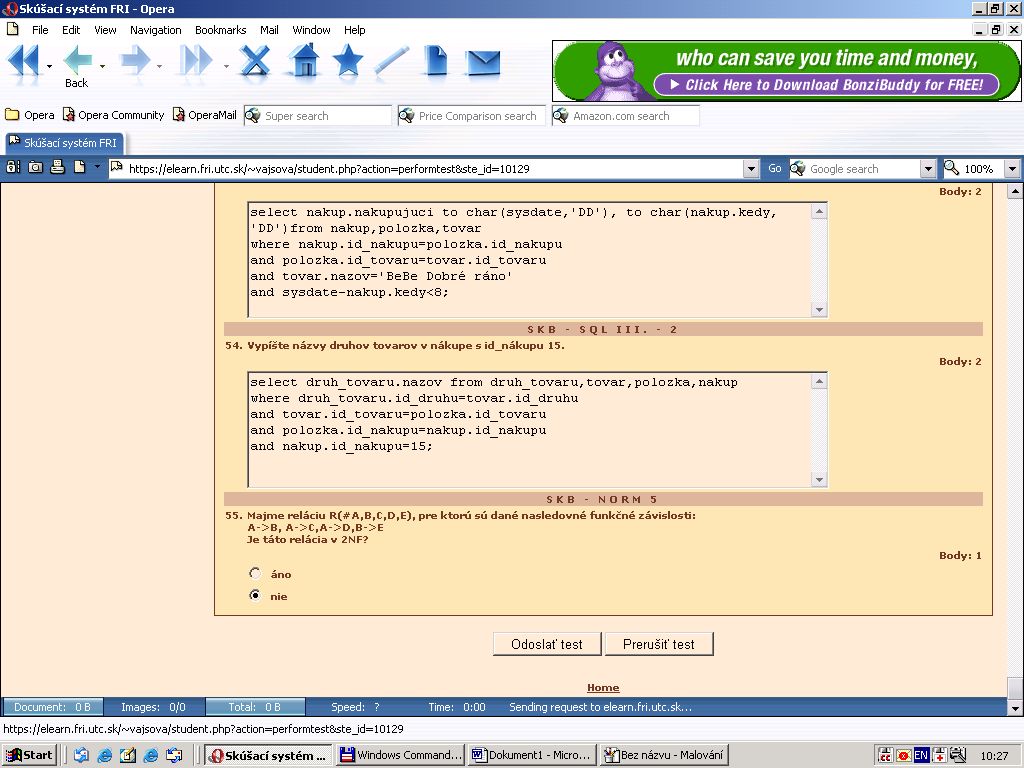 Skúšací systém FRI - Opera
File Edit View Navigation Bookmarks Mail Window Help
Back
who can save you time and money,
Click Here to Download BonziBuddy for FREE!
Opera Opera Community OperaMail Super search Price Comparison search Amazon.com search
Skúšací systém FRI
https://elearn.fri.utc.sk/~vajsova/student.php?action=performtest&ste_id=10129 Go Google search 100%
Body: 2
select nakup.nakupujuci to char(sysdate,'DD'), to char(nakup.kedy,
'DD')from nakup,polozka,tovar
where nakup.id_nakupu=polozka.id_nakupu
and polozka.id_tovaru=tovar.id_tovaru
and tovar.nazov='BeBe Dobré ráno'
and sysdate-nakup.kedy<8;
SKB - SQL III. - 2
54. Vypíšte názvy druhov tovarov v nákupe s id_nákupu 15.
Body: 2
select druh_tovaru.nazov from druh_tovaru,tovar,polozka,nakup
where druh_tovaru.id_druhu=tovar.id_druhu
and tovar.id_tovaru=polozka.id_tovaru
and polozka.id_nakupu=nakup.id_nakupu
and nakup.id_nakupu=15;
SKB - NORM 5
55. Majme reláciu R(#A,B,C,D,E), pre ktorú sú dané nasledovné funkčné závislosti:
A->B, A->C,A->D,B->E
Je táto relácia v 2NF?
Body: 1
áno
nie
Odoslať test Prerušiť test
Home
Document: 0 B Images: 0/0 Total: 0 B Speed: ? Time: 0:00 Sending request to elearn.fri.utc.sk...
https://elearn.fri.utc.sk/~vajsova/student.php?action=performtest&ste_id=10129
Start Skúšací systém ... Windows Command... Dokument1 - Micro... Bez názvu - Malování EN 10:27